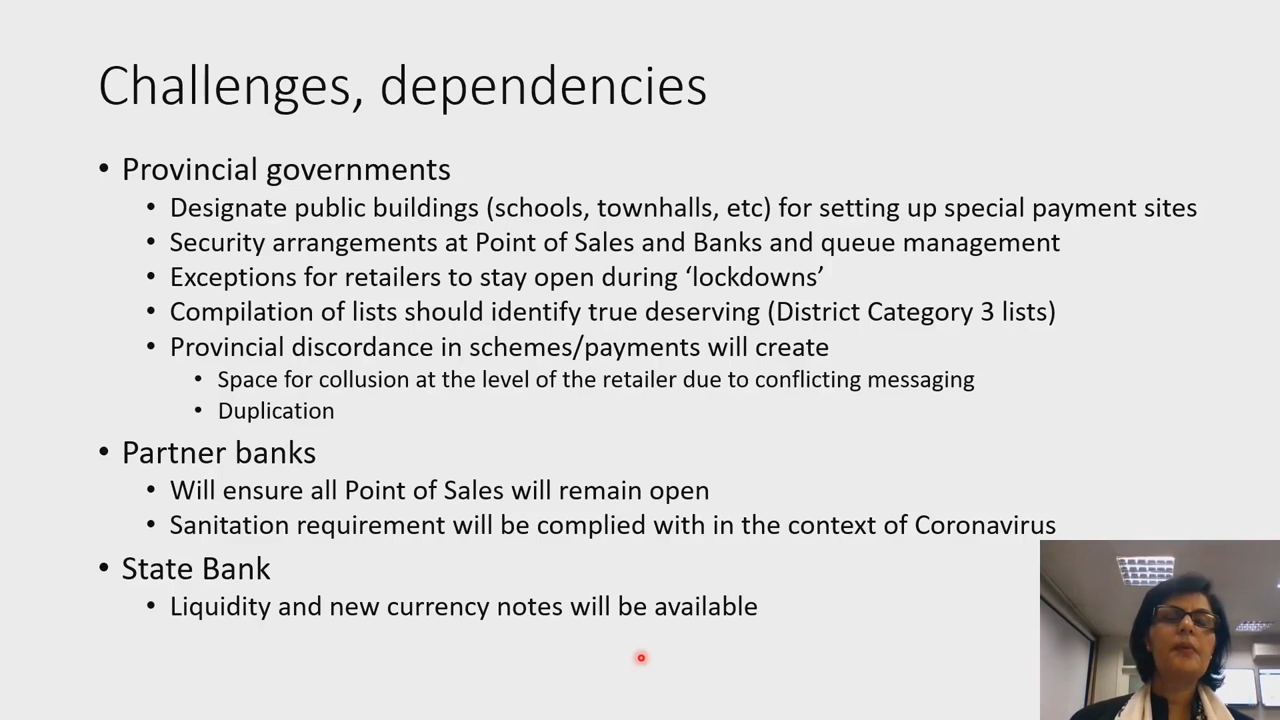 Challenges, dependencies
• Provincial governments
• Designate public buildings (schools, townhalls, etc) for setting up special payment sites
• Security arrangements at Point of Sales and Banks and queue management
• Exceptions for retailers to stay open during ‘lockdowns’
• Compilation of lists should identify true deserving (District Category 3 lists)
• Provincial discordance in schemes/payments will create
• Space for collusion at the level of the retailer due to conflicting messaging
• Duplication
• Partner banks
• Will ensure all Point of Sales will remain open
• Sanitation requirement will be complied with in the context of Coronavirus
• State Bank
• Liquidity and new currency notes will be available